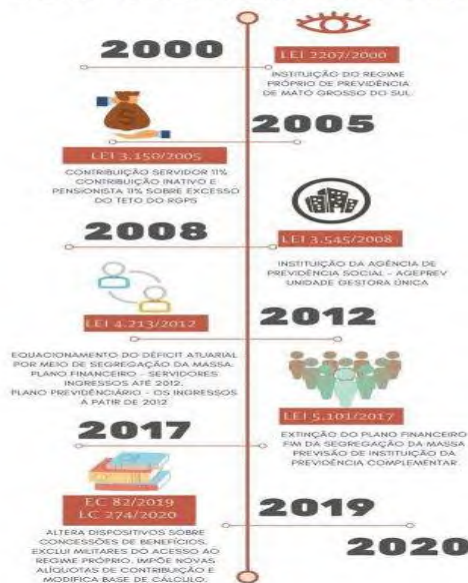 2000
LEI 2207/2000
INSTITUIÇÃO DO REGIME
PRÓPRIO DE PREVIDÊNCIA
DE MATO GROSSO DO SUL
2005
LEI 3.150/2005
CONTRIBUIÇÃO SERVIDOR 11%
CONTRIBUIÇÃO INATIVO E
PENSIONISTA 11% SOBRE EXCESSO
DO TETO DO RGPS
2008
LEI 3.545/2008
INSTITUIÇÃO DA AGÊNCIA DE
PREVIDÊNCIA SOCIAL - AGEPREV
UNIDADE GESTORA ÚNICA
2012
LEI 4.213/2012
EQUACIONAMENTO DO DÉFICIT ATUARIAL
POR MEIO DE SEGREGAÇÃO DA MASSA.
PLANO FINANCEIRO - SERVIDORES
INGRESSOS ATÉ 2012.
PLANO PREVIDENCIÁRIO - OS INGRESSOS
À PATIR DE 2012
2017
LEI 5.101/2017
EXTINÇÃO DO PLANO FINANCEIRO
FIM DA SEGREGAÇÃO DA MASSA
PREVISÃO DE INSTITUIÇÃO DA
PREVIDÊNCIA COMPLEMENTAR
2019
2020
EC 82/2019
LC 274/2020
ALTERA DISPOSITIVOS SOBRE
CONCESSÕES DE BENEFÍCIOS.
EXCLUI MILITARES DO ACESSO AO
REGIME PRÓPRIO. IMPÕE NOVAS
ALÍQUOTAS DE CONTRIBUIÇÃO E
MODIFICA BASE DE CÁLCULO.